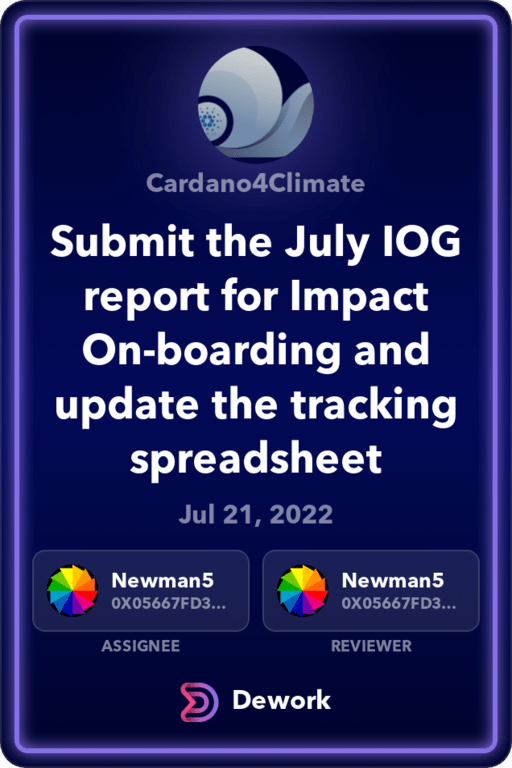 Cardano4Climate
Submit the July IOG
report for Impact
On-boarding and
update the tracking
spreadsheet
Jul 21, 2022
Newman5
0X05667FD3...
Newman5
0X05667FD3...
ASSIGNEE
REVIEWER
Dework